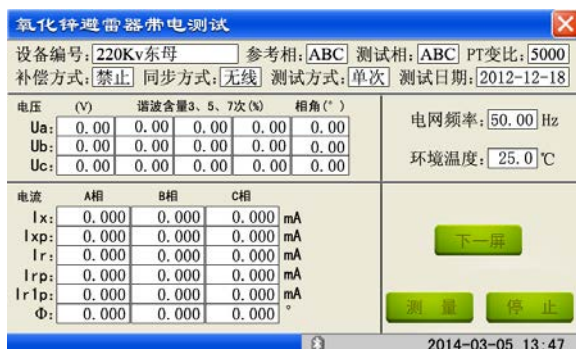 氧化锌避雷器带电测试
设备编号: 220Kv东母 参考相: ABC 测试相: ABC PT变比: 5000
补偿方式: 禁止 同步方式: 无线 测试方式: 单次 测试日期: 2012-12-18
电压 (V) 谐波含量3、5、7次(%) 相角(°)
Ua: 0.00 0.00 0.00 0.00 0.00
Ub: 0.00 0.00 0.00 0.00 0.00
Uc: 0.00 0.00 0.00 0.00 0.00
电网频率: 50.00 Hz
环境温度: 25.0 ℃
电流 A相 B相 C相
Ix: 0.000 0.000 0.000 mA
Ixp: 0.000 0.000 0.000 mA
Ir: 0.000 0.000 0.000 mA
Irp: 0.000 0.000 0.000 mA
Ir1p: 0.000 0.000 0.000 mA
Φ: 0.000 0.000 0.000 °
下一屏
测 量 停 止
2014-03-05 13:47